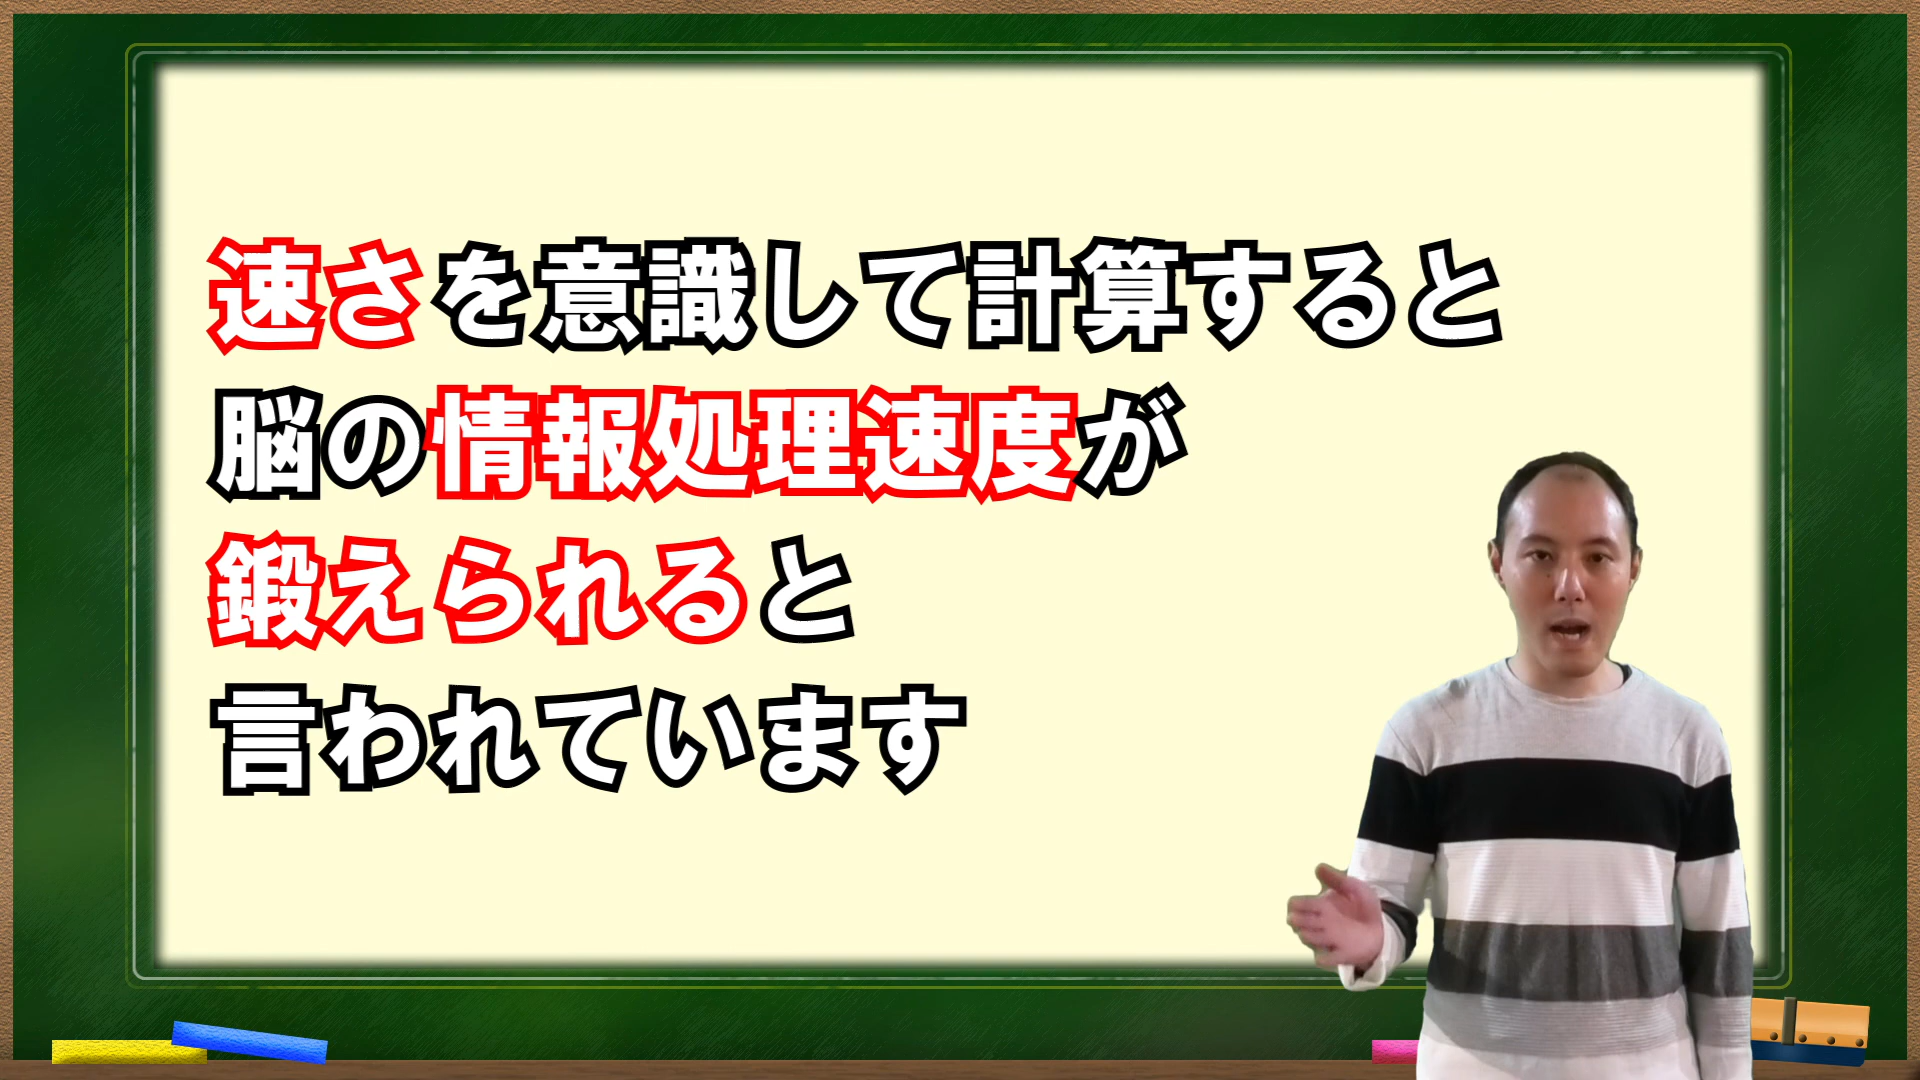 速さを意識して計算すると
脳の情報処理速度が
鍛えられると
言われています